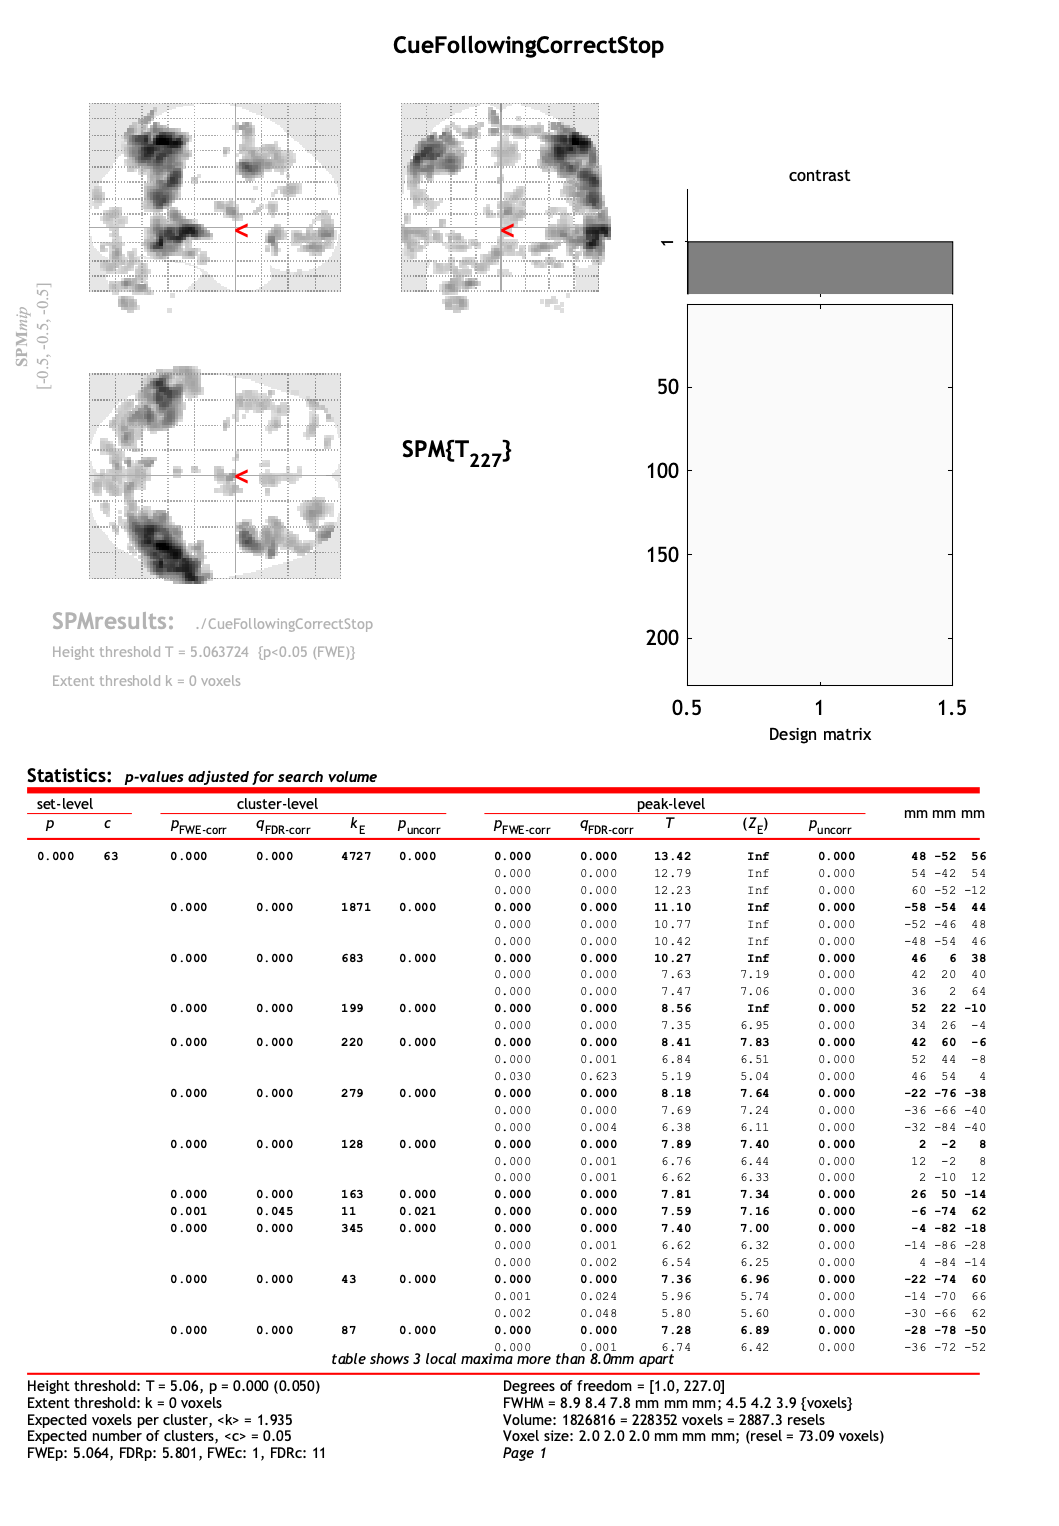 CueFollowingCorrectStop
SPMmip
[-0.5, -0.5, -0.5]
<
<
<
SPM{T227}
contrast
1
50
100
150
200
0.5 1 1.5
Design matrix
SPMresults: ./CueFollowingCorrectStop
Height threshold T = 5.063724 {p<0.05 (FWE)}
Extent threshold k = 0 voxels
Statistics: p-values adjusted for search volume
set-level cluster-level peak-level mm mm mm
p c pFWE-corr qFDR-corr kE puncorr pFWE-corr qFDR-corr T (ZE) puncorr
0.000 63 0.000 0.000 4727 0.000 0.000 0.000 13.42 Inf 0.000 48 -52 56
0.000 0.000 12.79 Inf 0.000 54 -42 54
0.000 0.000 12.23 Inf 0.000 60 -52 -12
0.000 0.000 1871 0.000 0.000 0.000 11.10 Inf 0.000 -58 -54 44
0.000 0.000 10.77 Inf 0.000 -52 -46 48
0.000 0.000 10.42 Inf 0.000 -48 -54 46
0.000 0.000 683 0.000 0.000 0.000 10.27 Inf 0.000 46 6 38
0.000 0.000 7.63 7.19 0.000 42 20 40
0.000 0.000 7.47 7.06 0.000 36 2 64
0.000 0.000 199 0.000 0.000 0.000 8.56 Inf 0.000 52 22 -10
0.000 0.000 7.35 6.95 0.000 34 26 -4
0.000 0.000 220 0.000 0.000 0.000 8.41 7.83 0.000 42 60 -6
0.000 0.001 6.84 6.51 0.000 52 44 -8
0.030 0.623 5.19 5.04 0.000 46 54 4
0.000 0.000 279 0.000 0.000 0.000 8.18 7.64 0.000 -22 -76 -38
0.000 0.000 7.69 7.24 0.000 -36 -66 -40
0.000 0.004 6.38 6.11 0.000 -32 -84 -40
0.000 0.000 128 0.000 0.000 0.000 7.89 7.40 0.000 2 -2 8
0.000 0.001 6.76 6.44 0.000 12 -2 8
0.000 0.001 6.62 6.33 0.000 2 -10 12
0.000 0.000 163 0.000 0.000 0.000 7.81 7.34 0.000 26 50 -14
0.001 0.045 11 0.021 0.000 0.000 7.59 7.16 0.000 -6 -74 62
0.000 0.000 345 0.000 0.000 0.000 7.40 7.00 0.000 -4 -82 -18
0.000 0.001 6.62 6.32 0.000 -14 -86 -28
0.000 0.002 6.54 6.25 0.000 4 -84 -14
0.000 0.000 43 0.000 0.000 0.000 7.36 6.96 0.000 -22 -74 60
0.001 0.024 5.96 5.74 0.000 -14 -70 66
0.002 0.048 5.80 5.60 0.000 -30 -66 62
0.000 0.000 87 0.000 0.000 0.000 7.28 6.89 0.000 -28 -78 -50
0.000 0.001 6.74 6.42 0.000 -36 -72 -52
table shows 3 local maxima more than 8.0mm apart
Height threshold: T = 5.06, p = 0.000 (0.050)
Extent threshold: k = 0 voxels
Expected voxels per cluster, <k> = 1.935
Expected number of clusters, <c> = 0.05
FWEp: 5.064, FDRp: 5.801, FWEc: 1, FDRc: 11
Degrees of freedom = [1.0, 227.0]
FWHM = 8.9 8.4 7.8 mm mm mm; 4.5 4.2 3.9 {voxels}
Volume: 1826816 = 228352 voxels = 2887.3 resels
Voxel size: 2.0 2.0 2.0 mm mm mm; (resel = 73.09 voxels)
Page 1